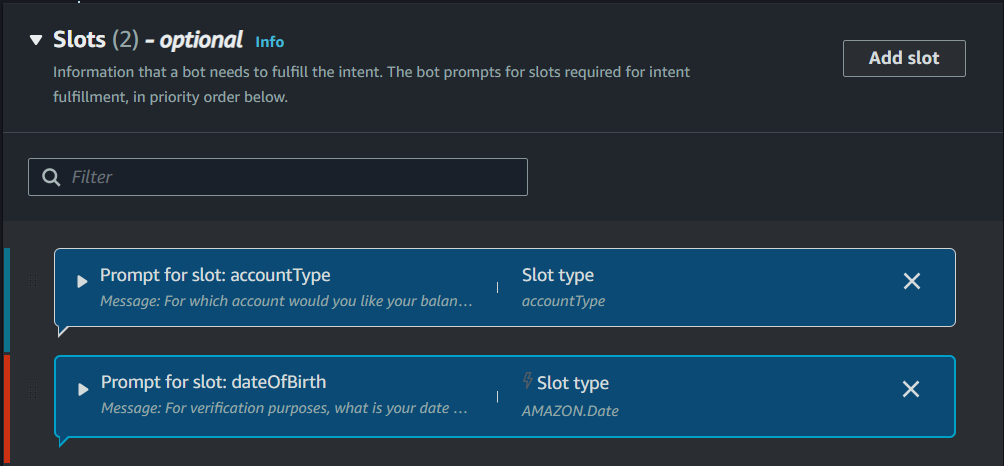 Slots (2) - optional Info
Add slot
Information that a bot needs to fulfill the intent. The bot prompts for slots required for intent
fulfillment, in priority order below.
Filter
Prompt for slot: accountType
Message: For which account would you like your balan...
Slot type
accountType
Prompt for slot: dateOfBirth
Message: For verification purposes, what is your date ...
Slot type
AMAZON.Date